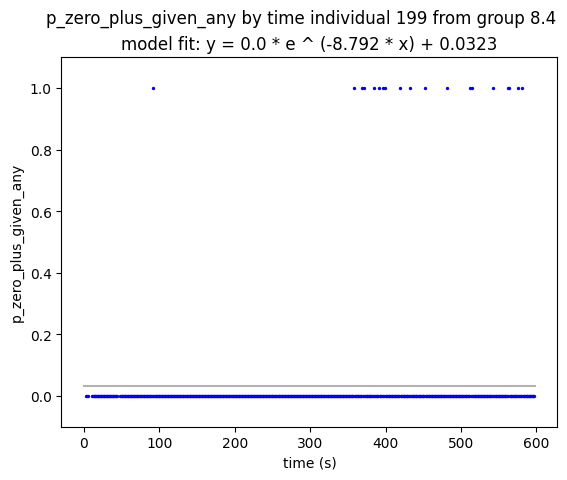 p_zero_plus_given_any by time individual 199 from group 8.4
model fit: y = 0.0 * e ^ (-8.792 * x) + 0.0323
1.0
0.8
0.6
0.4
0.2
0.0
p_zero_plus_given_any
0 100 200 300 400 500 600
time (s)